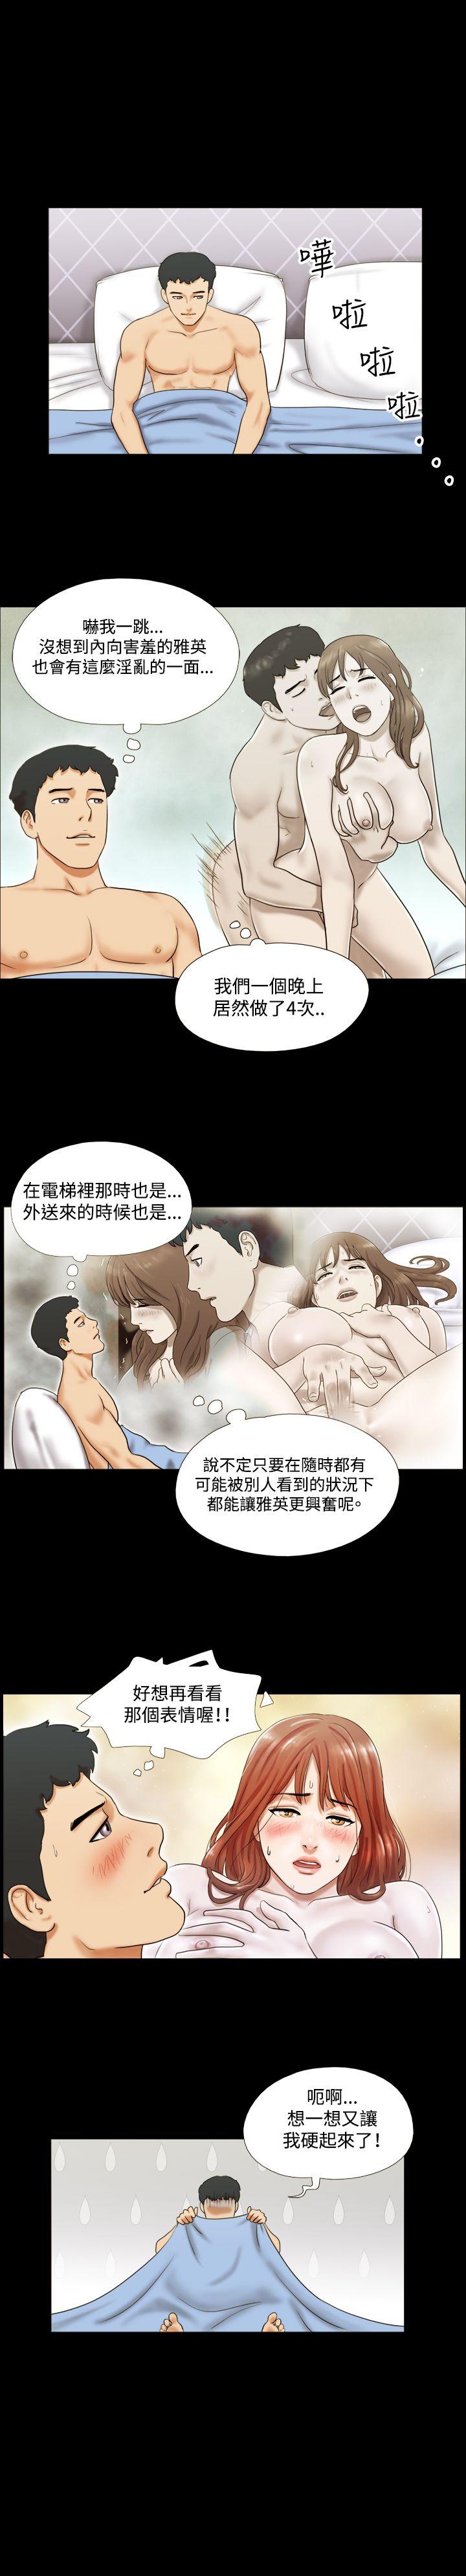 嘩
啦
啦
啦
嚇我一跳...
沒想到內向害羞的雅英
也會有這麼淫亂的一面...
我們一個晚上
居然做了4次..
在電梯裡那時也是...
外送來的時候也是...
說不定只要在隨時都有
可能被別人看到的狀況下
都能讓雅英更興奮呢。
好想再看看
那個表情喔!!
呃啊...
想一想又讓
我硬起來了!